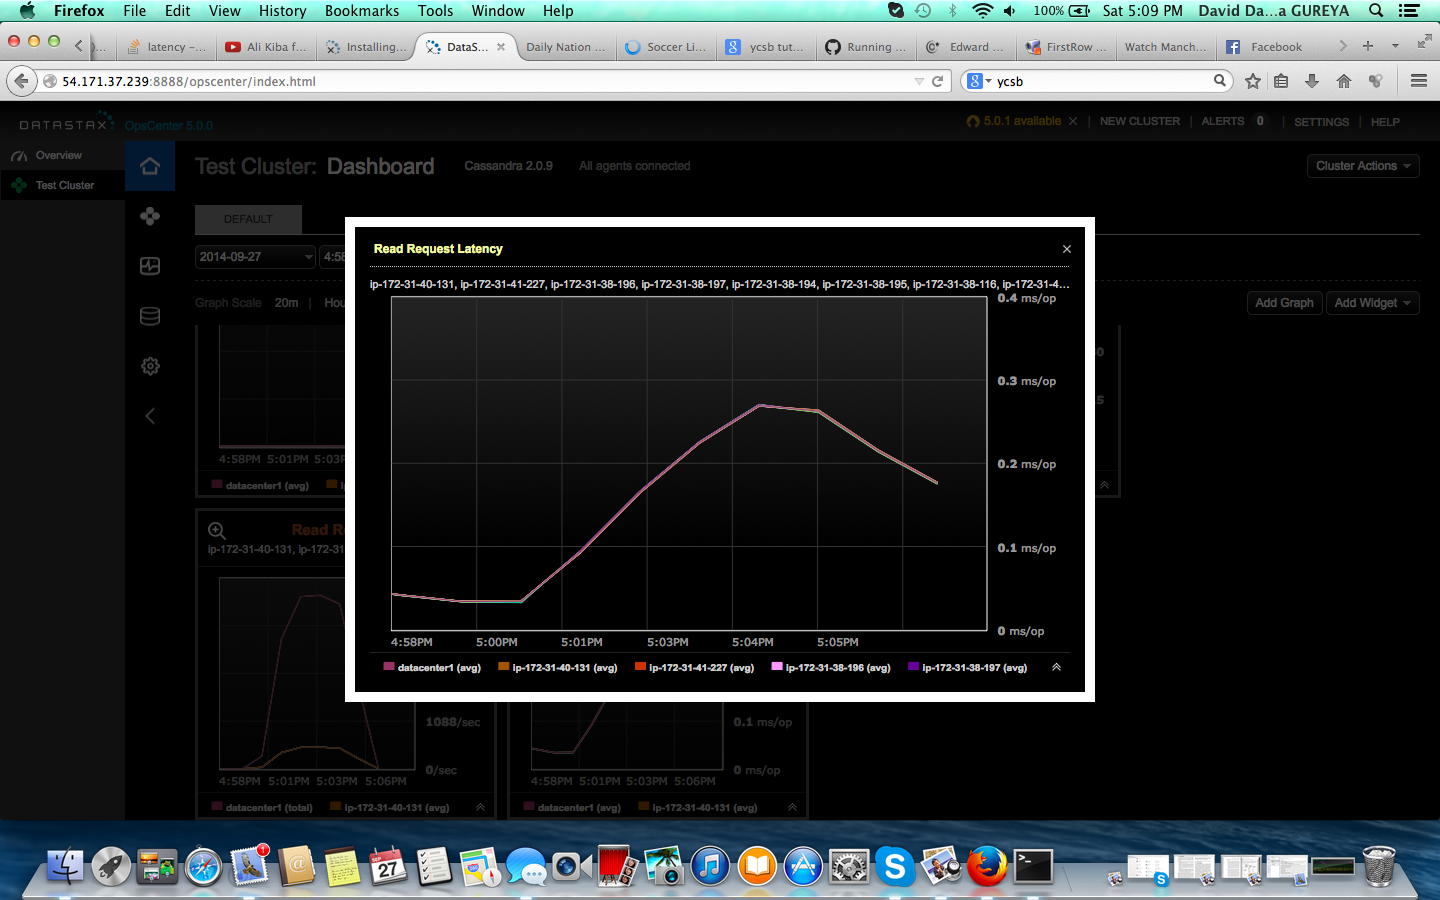 Firefox File Edit View History Bookmarks Tools Window Help 100% Sat 5:09 PM David Da...a GUREYA
)... latency –... Ali Kiba f... Installing... DataS... Daily Nation ... Soccer Li... ycsb tut... Running ... Edward ... FirstRow ... Watch Manch... Facebook
54.171.37.239:8888/opscenter/index.html ycsb
DATASTAX OpsCenter 5.0.0 5.0.1 available NEW CLUSTER ALERTS 0 SETTINGS HELP
Overview
Test Cluster
Test Cluster: Dashboard Cassandra 2.0.9 All agents connected Cluster Actions
DEFAULT
2014-09-27 4:58
Graph Scale 20m Hou Add Graph Add Widget
Read Request Latency
ip-172-31-40-131, ip-172-31-41-227, ip-172-31-38-196, ip-172-31-38-197, ip-172-31-38-194, ip-172-31-38-195, ip-172-31-38-116, ip-172-31-4...
0.4 ms/op
0.3 ms/op
0.2 ms/op
0.1 ms/op
0 ms/op
4:58PM 5:00PM 5:01PM 5:03PM 5:04PM 5:05PM
datacenter1 (avg) ip-172-31-40-131 (avg) ip-172-31-41-227 (avg) ip-172-31-38-196 (avg) ip-172-31-38-197 (avg)
4:58PM 5:01PM 5:03P
datacenter1 (avg)
Read R
ip-172-31-40-131, ip-172-31
1088/sec
0/sec
4:58PM 5:01PM 5:03PM 5:06PM
datacenter1 (total) ip-172-31-40-131 (avg)
0.1 ms/op
0 ms/op
4:58PM 5:01PM 5:03PM 5:06PM
datacenter1 (avg) ip-172-31-40-131 (avg)
1
SEP
27